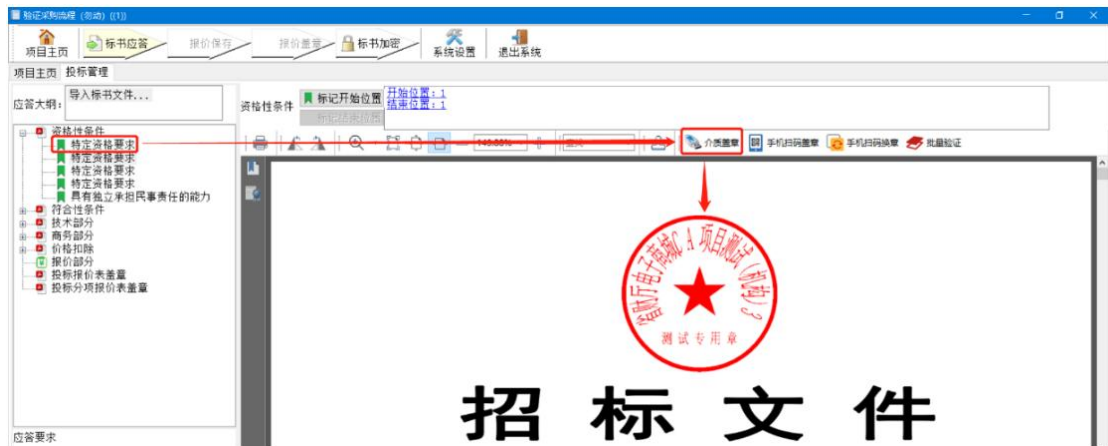 验证采购流程 (勿动) ((1))
项目主页 标书应答 报价保存 报价盖章 标书加密 系统设置 退出系统
项目主页 投标管理
应答大纲： 导入标书文件...
资格性条件 标记开始位置 开始位置：1
标记结束位置 结束位置：1
介质盖章 手机扫码盖章 手机扫码换章 批量验证
资格性条件
特定资格要求
特定资格要求
特定资格要求
特定资格要求
具有独立承担民事责任的能力
符合性条件
技术部分
商务部分
价格扣除
报价部分
投标报价表盖章
投标分项报价表盖章
应答要求
测试专用章
招标文件